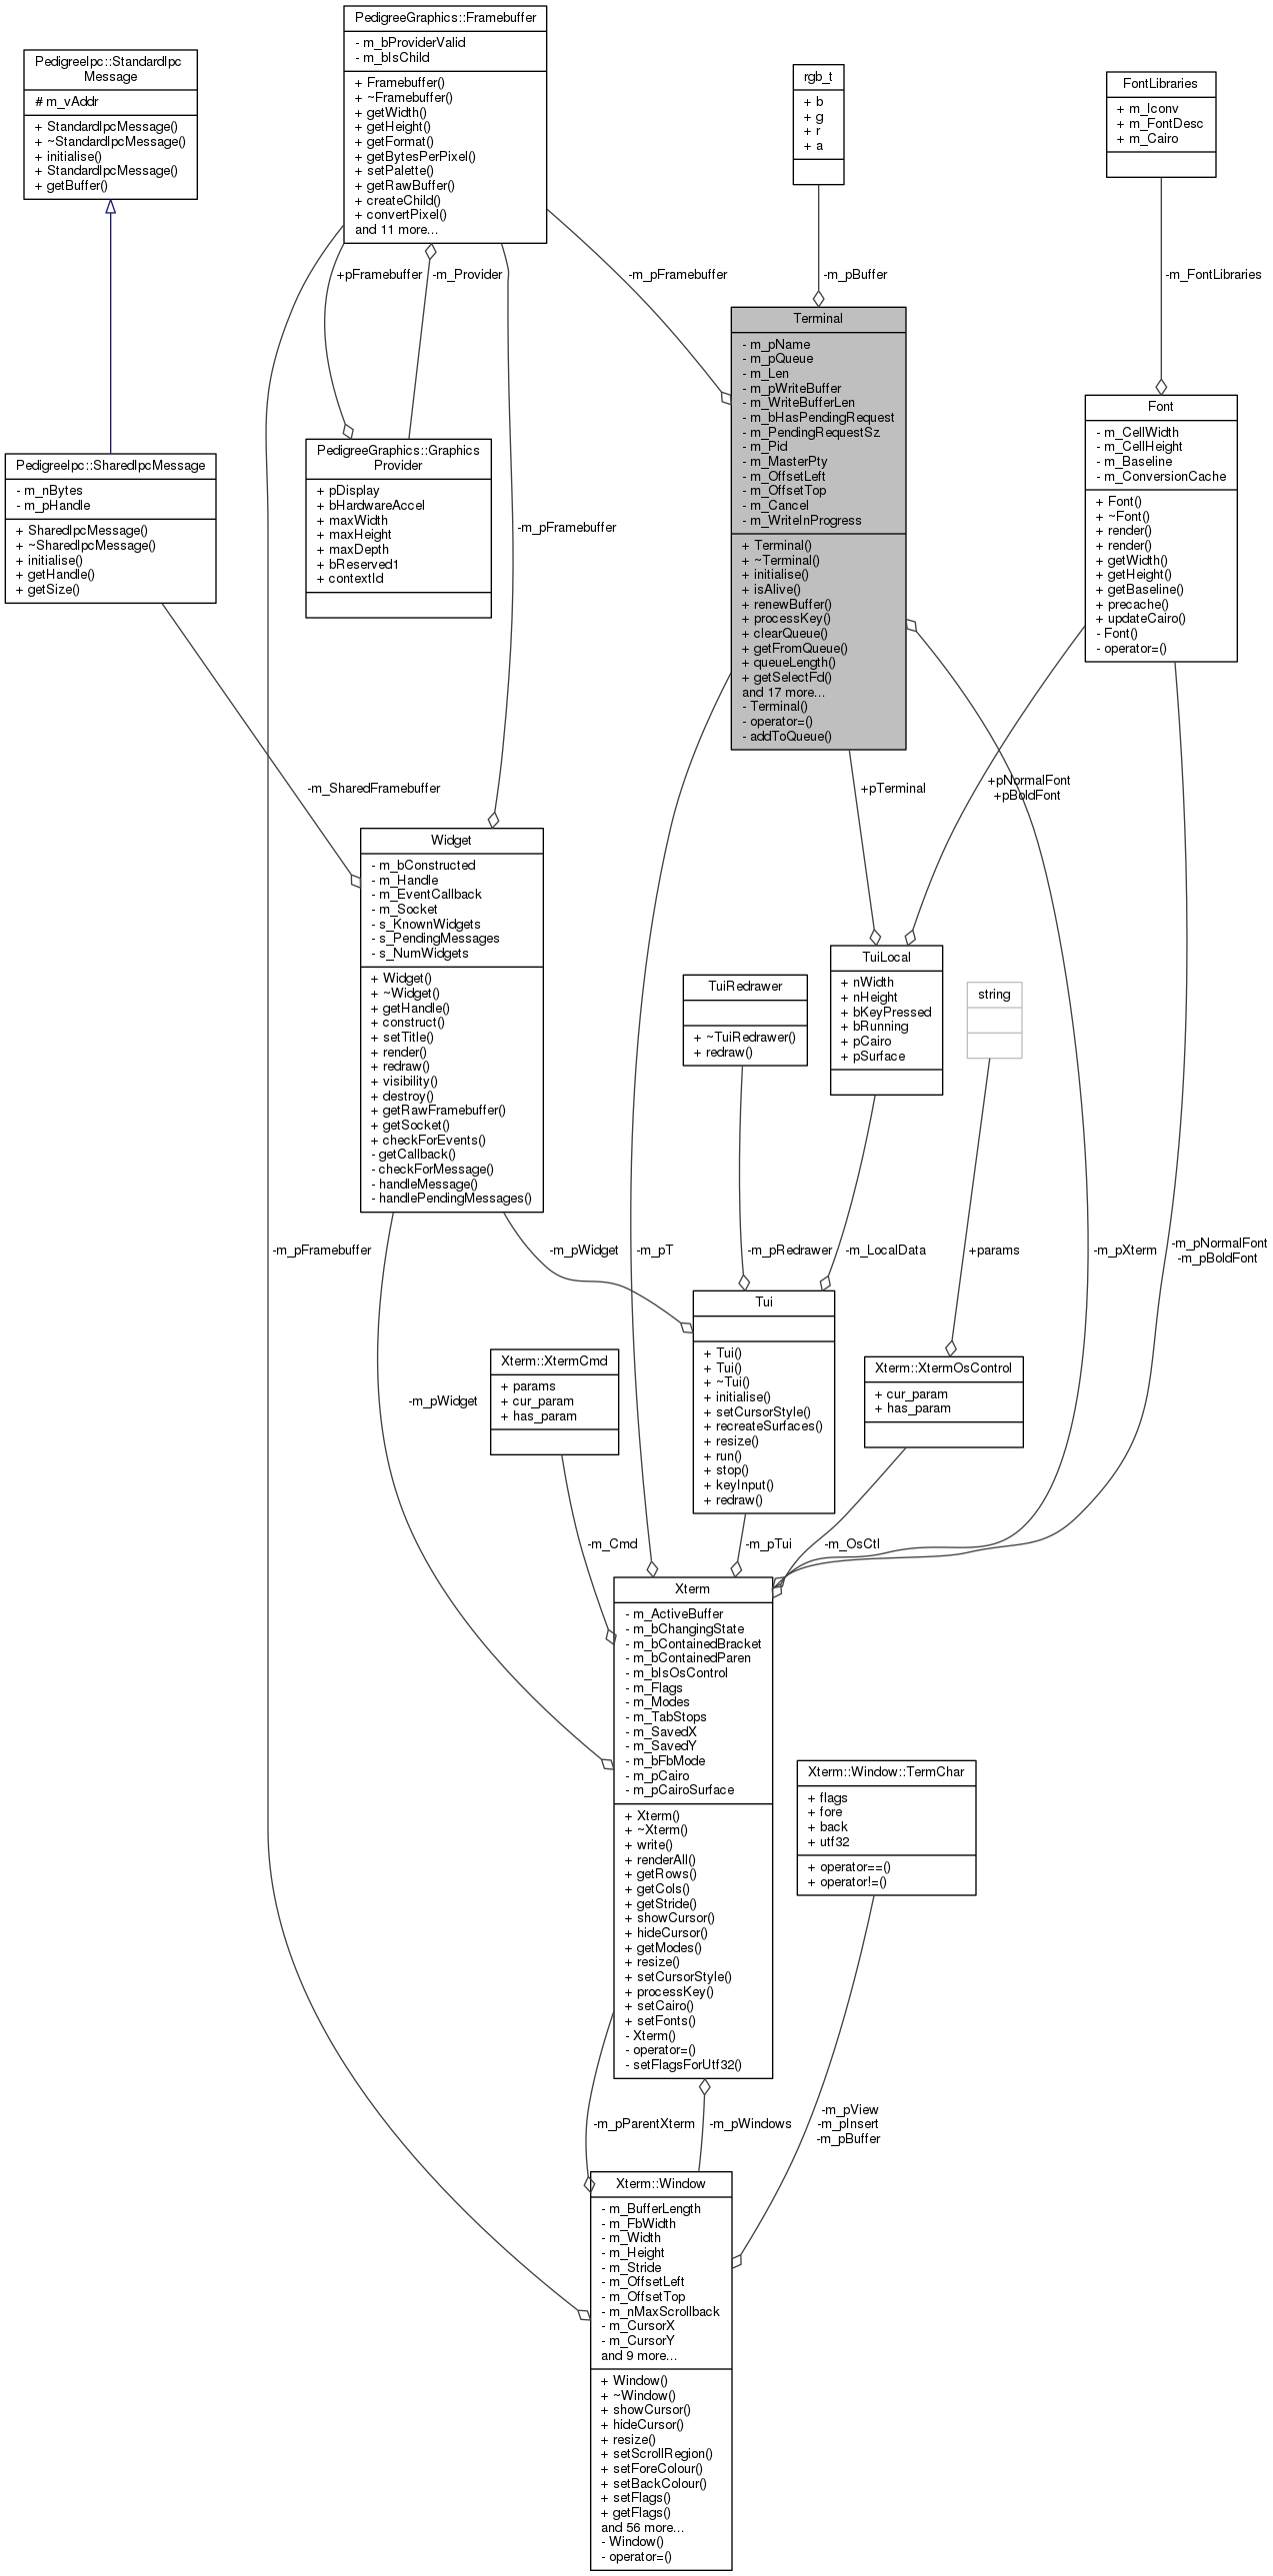 PedigreeGraphics::Framebuffer
- m_bProviderValid
- m_bIsChild
+ Framebuffer()
+ ~Framebuffer()
+ getWidth()
+ getHeight()
+ getFormat()
+ getBytesPerPixel()
+ setPalette()
+ getRawBuffer()
+ createChild()
+ convertPixel()
and 11 more...
PedigreeIpc::StandardIpc
Message
# m_vAddr
+ StandardIpcMessage()
+ ~StandardIpcMessage()
+ initialise()
+ StandardIpcMessage()
+ getBuffer()
rgb_t
+ b
+ g
+ r
+ a
FontLibraries
+ m_Iconv
+ m_FontDesc
+ m_Cairo
+pFramebuffer
-m_Provider
-m_pFramebuffer
-m_pBuffer
-m_FontLibraries
Terminal
- m_pName
- m_pQueue
- m_Len
- m_pWriteBuffer
- m_WriteBufferLen
- m_bHasPendingRequest
- m_PendingRequestSz
- m_Pid
- m_MasterPty
- m_OffsetLeft
- m_OffsetTop
- m_Cancel
- m_WriteInProgress
+ Terminal()
+ ~Terminal()
+ initialise()
+ isAlive()
+ renewBuffer()
+ processKey()
+ clearQueue()
+ getFromQueue()
+ queueLength()
+ getSelectFd()
and 17 more...
- Terminal()
- operator=()
- addToQueue()
Font
- m_CellWidth
- m_CellHeight
- m_Baseline
- m_ConversionCache
+ Font()
+ ~Font()
+ render()
+ render()
+ getWidth()
+ getHeight()
+ getBaseline()
+ precache()
+ updateCairo()
- Font()
- operator=()
PedigreeGraphics::Graphics
Provider
+ pDisplay
+ bHardwareAccel
+ maxWidth
+ maxHeight
+ maxDepth
+ bReserved1
+ contextId
PedigreeIpc::SharedIpcMessage
- m_nBytes
- m_pHandle
+ SharedIpcMessage()
+ ~SharedIpcMessage()
+ initialise()
+ getHandle()
+ getSize()
-m_pFramebuffer
-m_SharedFramebuffer
+pTerminal
+pNormalFont
+pBoldFont
Widget
- m_bConstructed
- m_Handle
- m_EventCallback
- m_Socket
- s_KnownWidgets
- s_PendingMessages
- s_NumWidgets
+ Widget()
+ ~Widget()
+ getHandle()
+ construct()
+ setTitle()
+ render()
+ redraw()
+ visibility()
+ destroy()
+ getRawFramebuffer()
+ getSocket()
+ checkForEvents()
- getCallback()
- checkForMessage()
- handleMessage()
- handlePendingMessages()
TuiLocal
+ nWidth
+ nHeight
+ bKeyPressed
+ bRunning
+ pCairo
+ pSurface
TuiRedrawer
+ ~TuiRedrawer()
+ redraw()
string
-m_pFramebuffer
-m_pWidget
-m_pT
-m_pRedrawer
-m_LocalData
+params
-m_pXterm
-m_pNormalFont
-m_pBoldFont
Tui
+ Tui()
+ Tui()
+ ~Tui()
+ initialise()
+ setCursorStyle()
+ recreateSurfaces()
+ resize()
+ run()
+ stop()
+ keyInput()
+ redraw()
Xterm::XtermCmd
+ params
+ cur_param
+ has_param
Xterm::XtermOsControl
+ cur_param
+ has_param
-m_pWidget
-m_Cmd
-m_pTui
-m_OsCtl
Xterm
- m_ActiveBuffer
- m_bChangingState
- m_bContainedBracket
- m_bContainedParen
- m_bIsOsControl
- m_Flags
- m_Modes
- m_TabStops
- m_SavedX
- m_SavedY
- m_bFbMode
- m_pCairo
- m_pCairoSurface
+ Xterm()
+ ~Xterm()
+ write()
+ renderAll()
+ getRows()
+ getCols()
+ getStride()
+ showCursor()
+ hideCursor()
+ getModes()
+ resize()
+ setCursorStyle()
+ processKey()
+ setCairo()
+ setFonts()
- Xterm()
- operator=()
- setFlagsForUtf32()
Xterm::Window::TermChar
+ flags
+ fore
+ back
+ utf32
+ operator==()
+ operator!=()
-m_pParentXterm
-m_pWindows
-m_pView
-m_pInsert
-m_pBuffer
Xterm::Window
- m_BufferLength
- m_FbWidth
- m_Width
- m_Height
- m_Stride
- m_OffsetLeft
- m_OffsetTop
- m_nMaxScrollback
- m_CursorX
- m_CursorY
and 9 more...
+ Window()
+ ~Window()
+ showCursor()
+ hideCursor()
+ resize()
+ setScrollRegion()
+ setForeColour()
+ setBackColour()
+ setFlags()
+ getFlags()
and 56 more...
- Window()
- operator=()